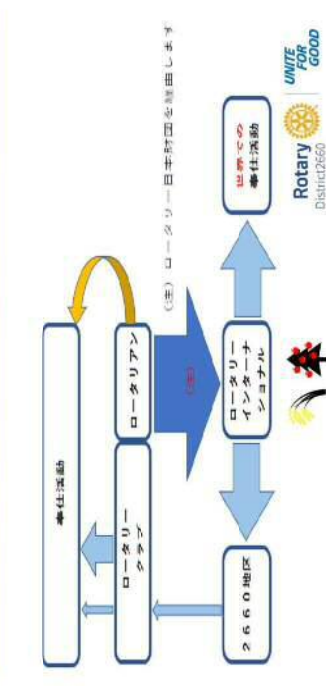 奉仕活動
ロータリー
クラブ
ロータリアン
(注)
(注) ロータリー日本財団を経由します
2660地区
ロータリー
インターナ
ショナル
世界での
奉仕活動
Rotary
District2660
UNITE
FOR
GOOD